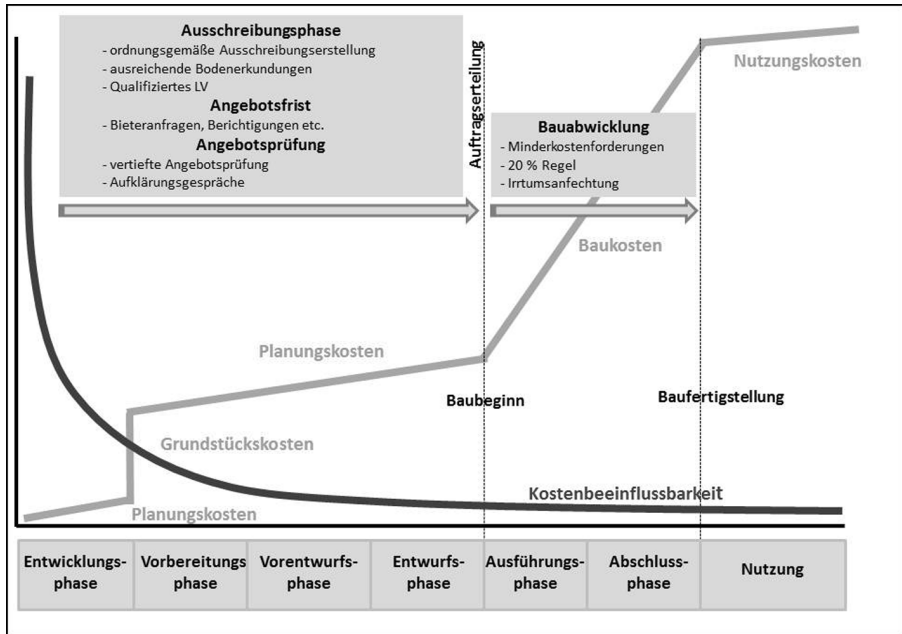 Ausschreibungsphase
- ordnungsgemäße Ausschreibungserstellung
- ausreichende Bodenerkundungen
- Qualifiziertes LV
Angebotsfrist
- Bieteranfragen, Berichtigungen etc.
Angebotsprüfung
- vertiefte Angebotsprüfung
- Aufklärungsgespräche
Auftragserteilung
Bauabwicklung
- Minderkostenforderungen
- 20 % Regel
- Irrtumsanfechtung
Nutzungskosten
Baukosten
Planungskosten
Baubeginn
Baufertigstellung
Grundstückskosten
Kostenbeeinflussbarkeit
Planungskosten
Entwicklungs-
phase
Vorbereitungs
phase
Vorentwurfs-
phase
Entwurfs-
phase
Ausführungs-
phase
Abschluss-
phase
Nutzung